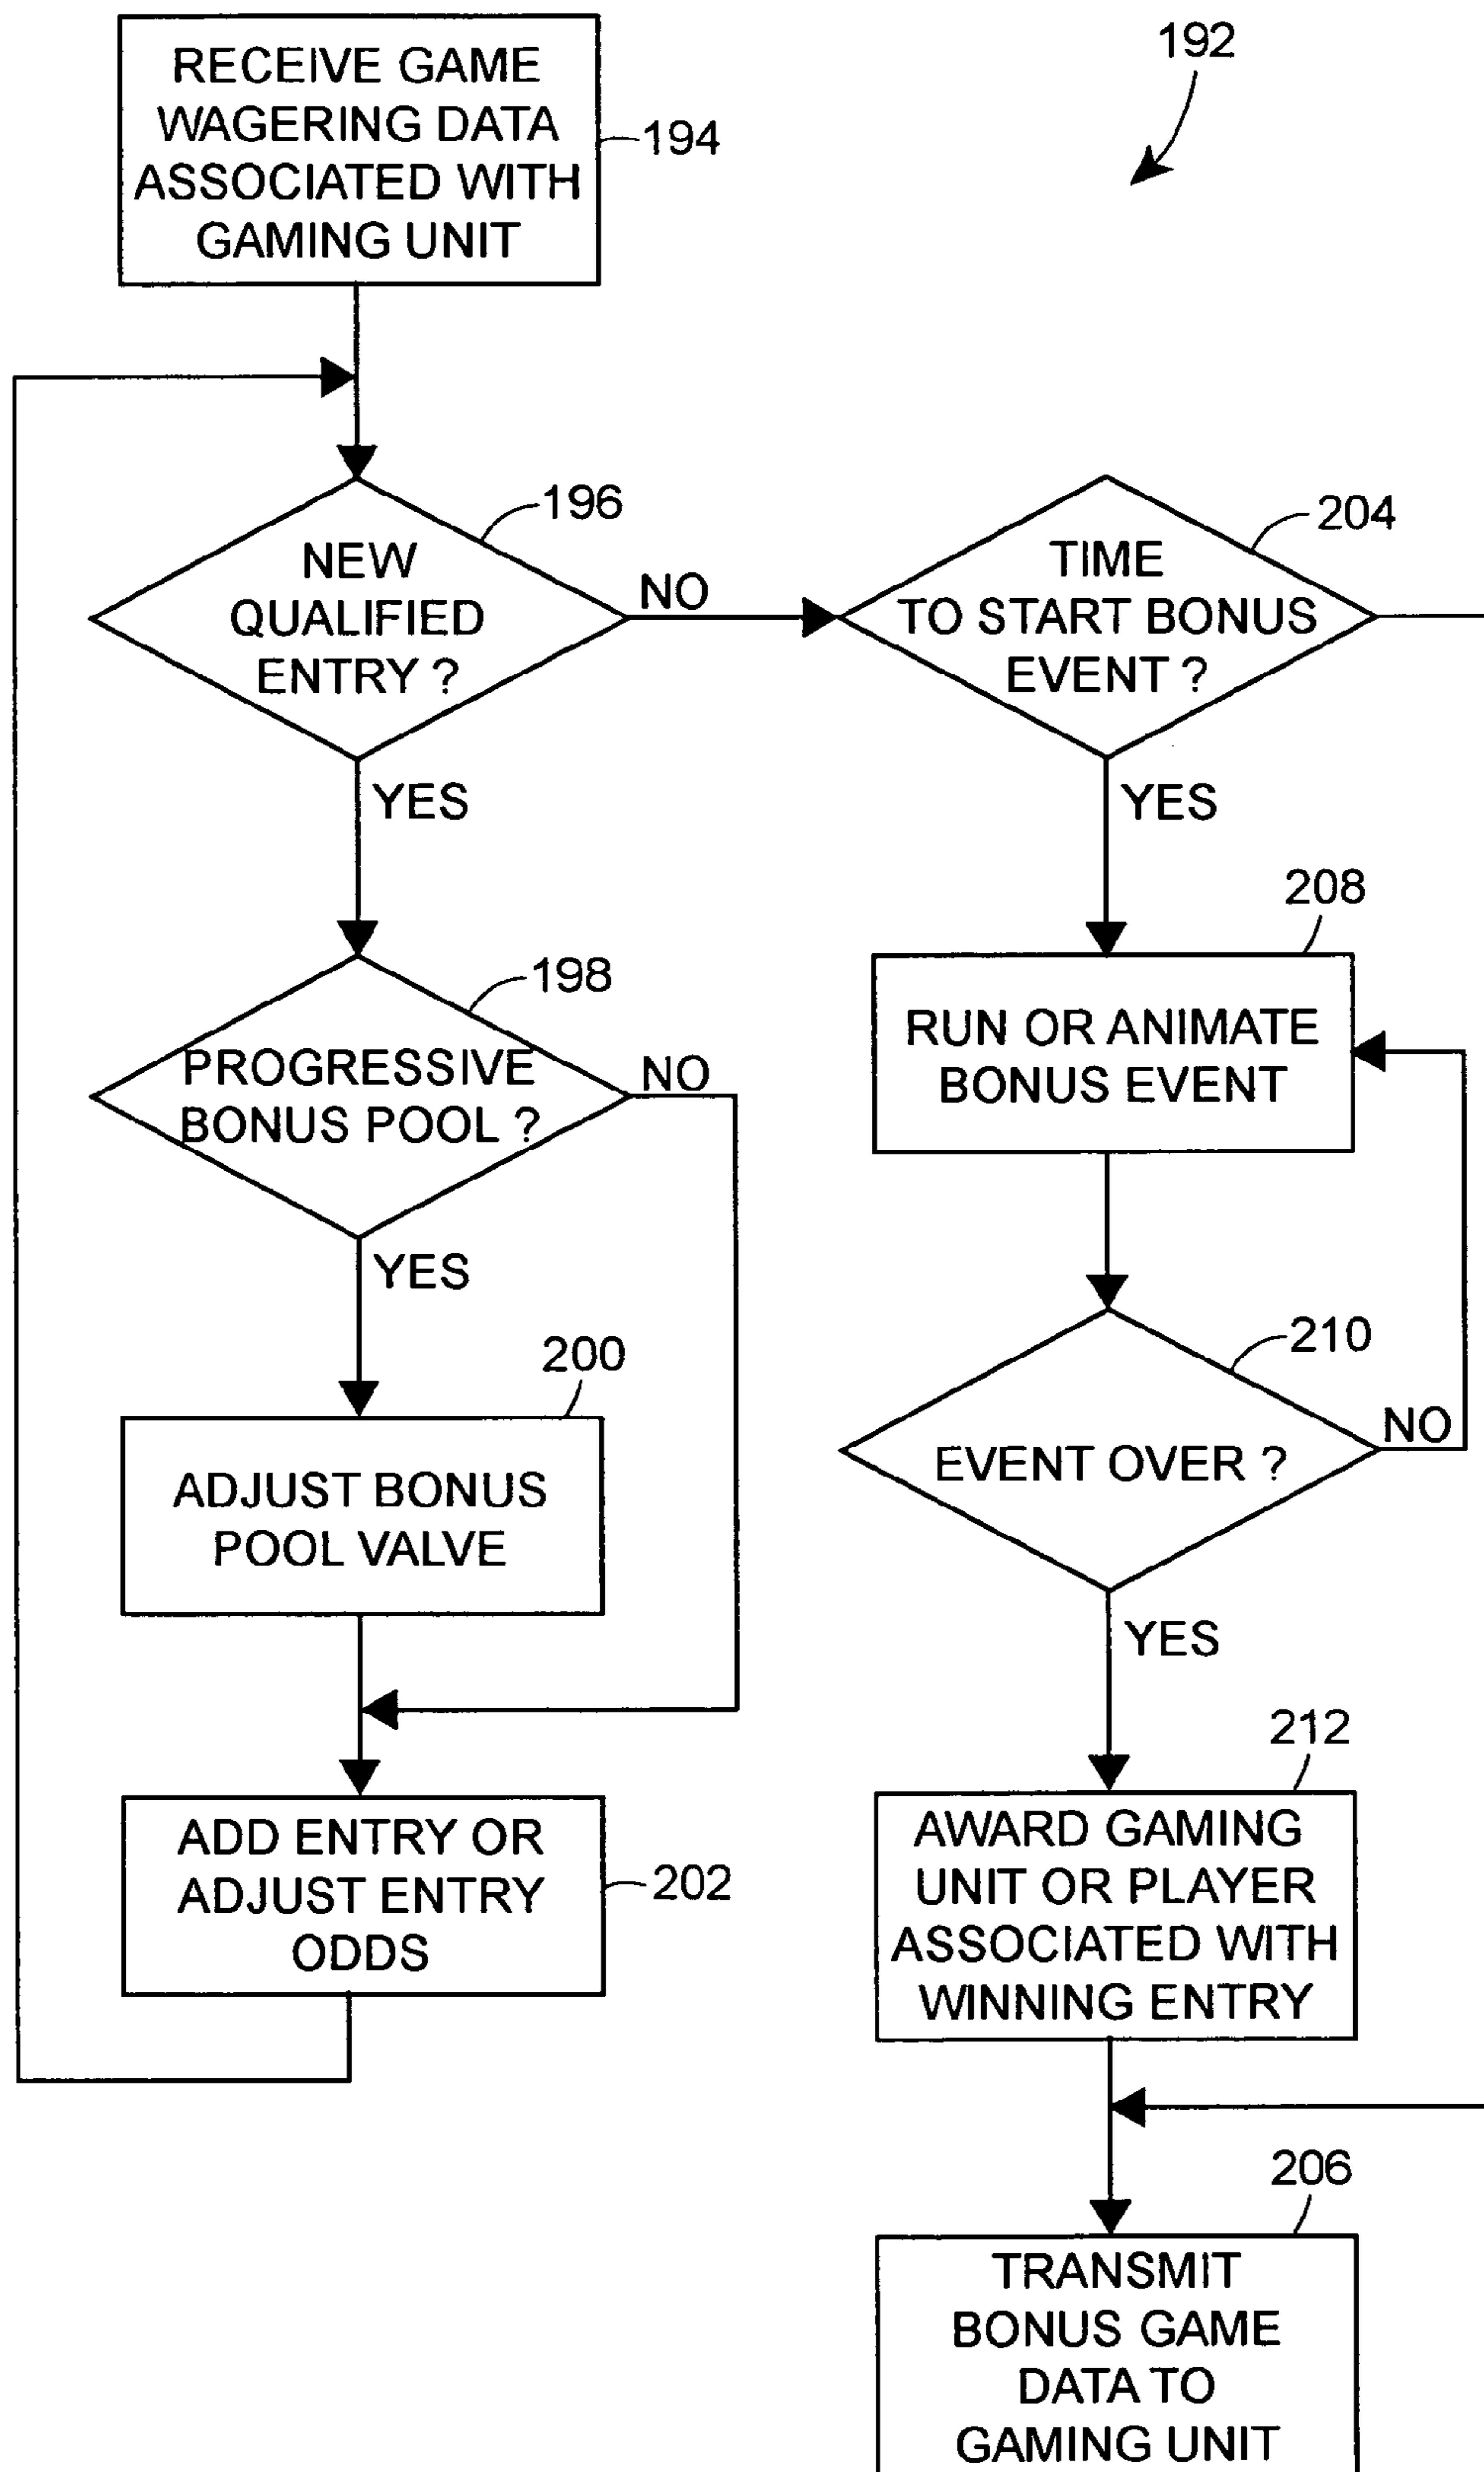 192
RECEIVE GAME
WAGERING DATA
ASSOCIATED WITH
GAMING UNIT
194
NEW
QUALIFIED
ENTRY ?
196
NO
YES
PROGRESSIVE
BONUS POOL ?
198
NO
YES
200
ADJUST BONUS
POOL VALVE
ADD ENTRY OR
ADJUST ENTRY
ODDS
202
TIME
TO START BONUS
EVENT ?
204
YES
208
RUN OR ANIMATE
BONUS EVENT
210
EVENT OVER ?
NO
YES
212
AWARD GAMING
UNIT OR PLAYER
ASSOCIATED WITH
WINNING ENTRY
206
TRANSMIT
BONUS GAME
DATA TO
GAMING UNIT